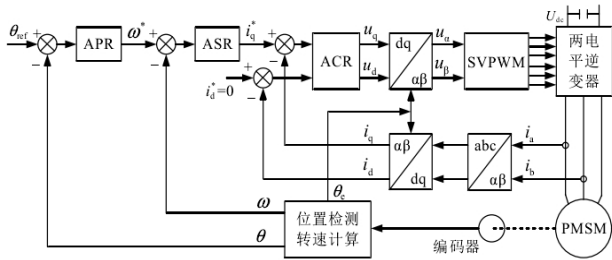 θref
+
−
APR
ω*
+
−
ASR
iq*
+
−
id*=0
+
−
ACR
uq
ud
dq
αβ
uα
uβ
SVPWM
Udc
两电
平逆
变器
iq
id
αβ
dq
abc
αβ
ia
ib
θe
ω
θ
位置检测
转速计算
编码器
PMSM